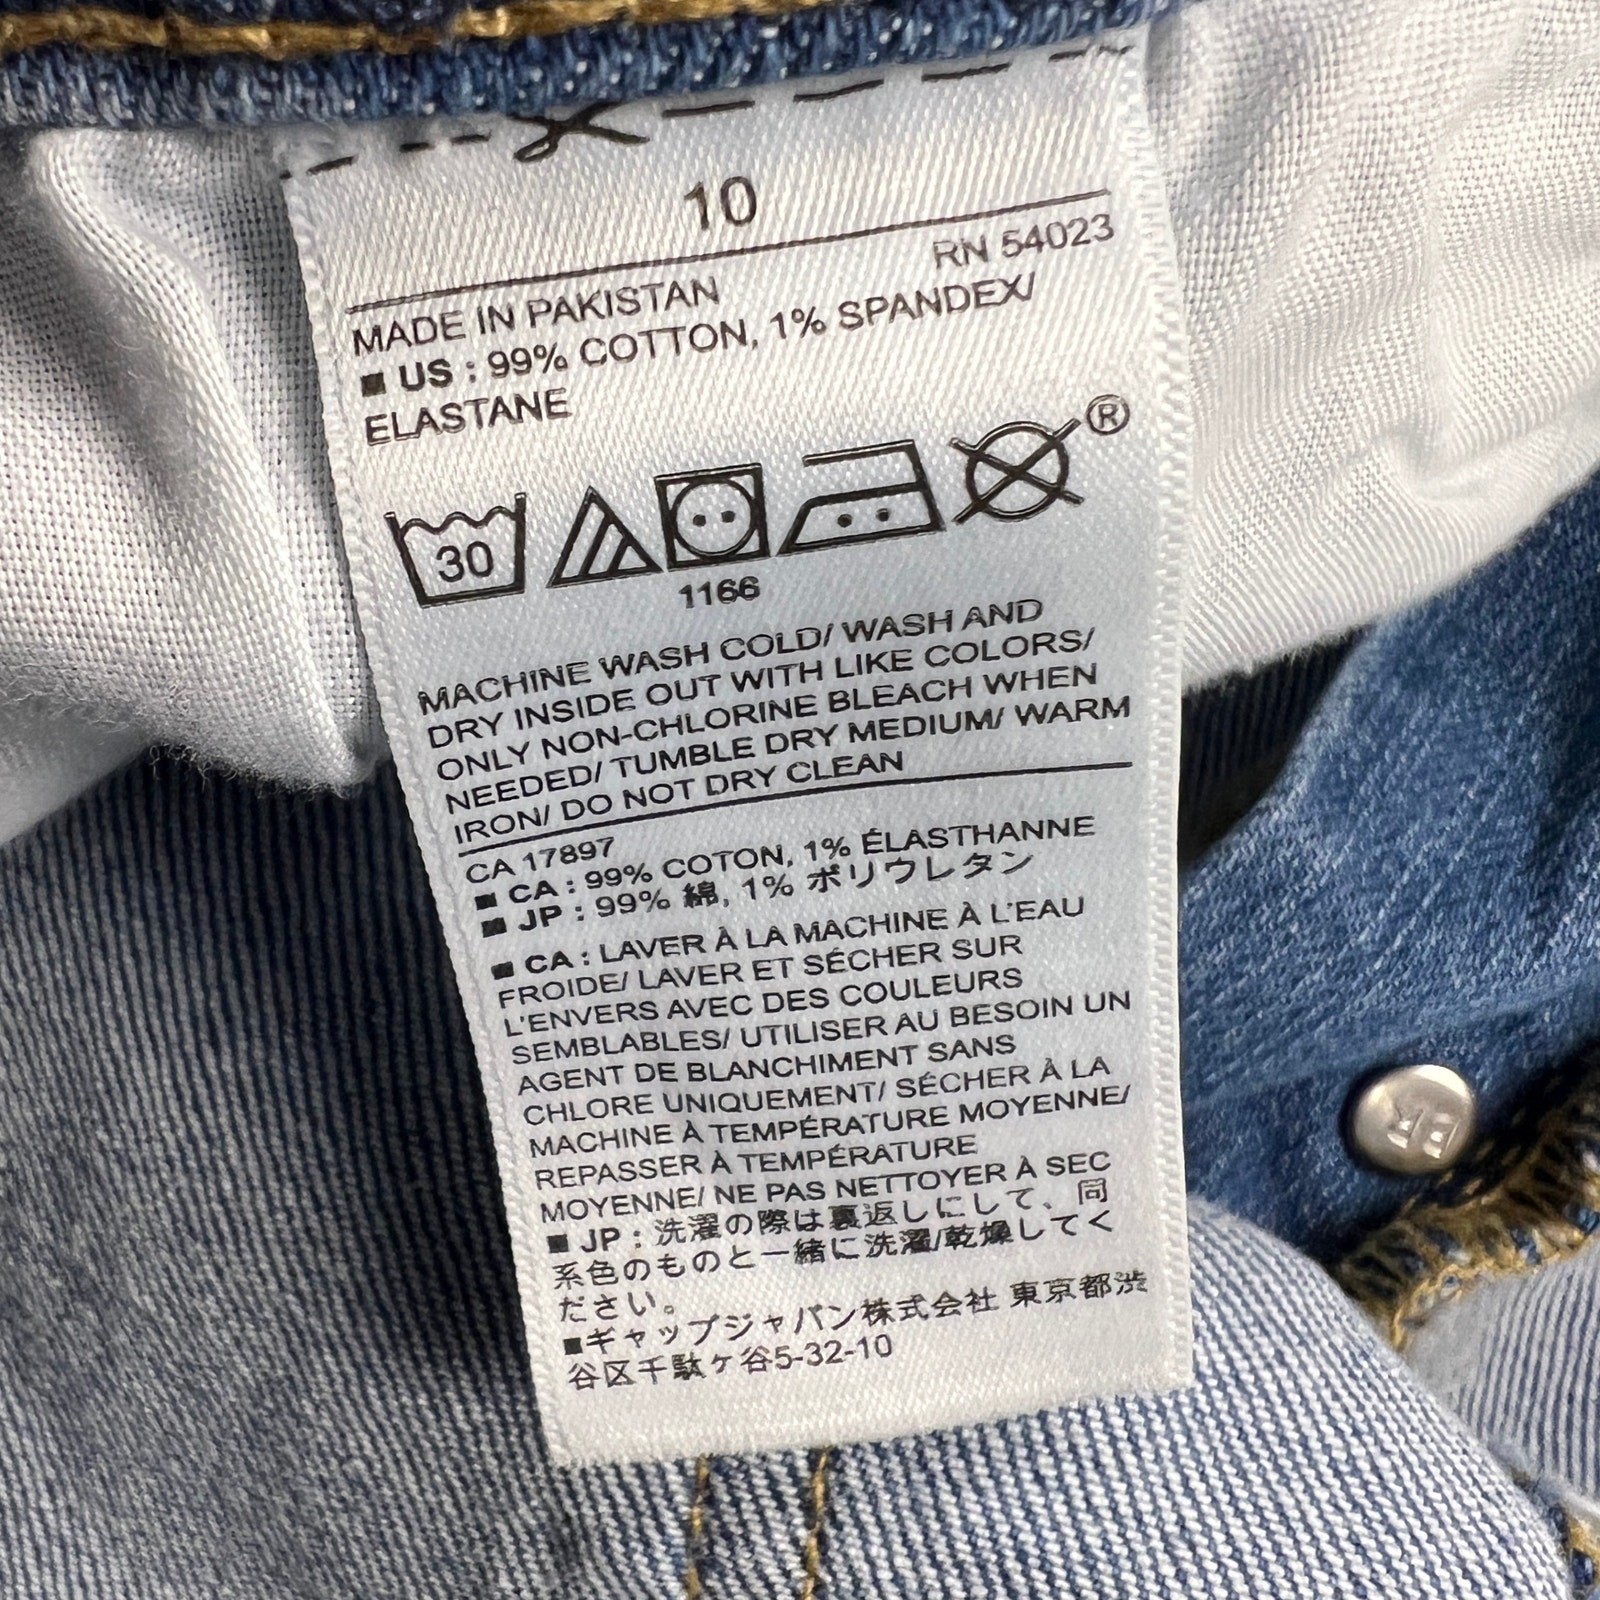 10
RN 54023
MADE IN PAKISTAN
■ US : 99% COTTON, 1% SPANDEX/
ELASTANE
®
30
1166
MACHINE WASH COLD/ WASH AND
DRY INSIDE OUT WITH LIKE COLORS/
ONLY NON-CHLORINE BLEACH WHEN
NEEDED/ TUMBLE DRY MEDIUM/ WARM
IRON/ DO NOT DRY CLEAN
CA 17897
■ CA : 99% COTON, 1% ÉLASTHANNE
■ JP : 99% 綿, 1% ポリウレタン
■ CA : LAVER À LA MACHINE À L'EAU
FROIDE/ LAVER ET SÉCHER SUR
L'ENVERS AVEC DES COULEURS
SEMBLABLES/ UTILISER AU BESOIN UN
AGENT DE BLANCHIMENT SANS
CHLORE UNIQUEMENT/ SÉCHER À LA
MACHINE À TEMPÉRATURE MOYENNE/
REPASSER À TEMPÉRATURE
MOYENNE/ NE PAS NETTOYER À SEC
■ JP : 洗濯の際は裏返しにして、同
系色のものと一緒に洗濯/乾燥してく
ださい。
■ギャップジャパン株式会社 東京都渋
谷区千駄ヶ谷5-32-10
BR